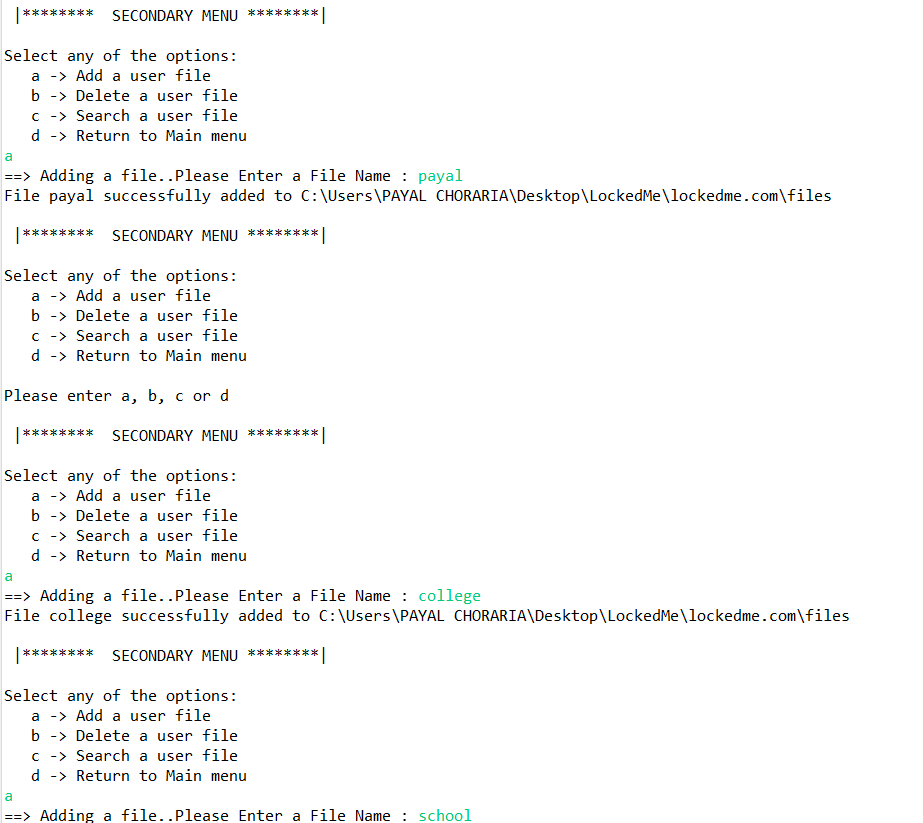 |********  SECONDARY MENU ********|
Select any of the options:
a -> Add a user file
b -> Delete a user file
c -> Search a user file
d -> Return to Main menu
a
==> Adding a file..Please Enter a File Name : payal
File payal successfully added to C:\Users\PAYAL CHORARIA\Desktop\LockedMe\lockedme.com\files
|********  SECONDARY MENU ********|
Select any of the options:
a -> Add a user file
b -> Delete a user file
c -> Search a user file
d -> Return to Main menu
Please enter a, b, c or d
|********  SECONDARY MENU ********|
Select any of the options:
a -> Add a user file
b -> Delete a user file
c -> Search a user file
d -> Return to Main menu
a
==> Adding a file..Please Enter a File Name : college
File college successfully added to C:\Users\PAYAL CHORARIA\Desktop\LockedMe\lockedme.com\files
|********  SECONDARY MENU ********|
Select any of the options:
a -> Add a user file
b -> Delete a user file
c -> Search a user file
d -> Return to Main menu
a
==> Adding a file..Please Enter a File Name : school